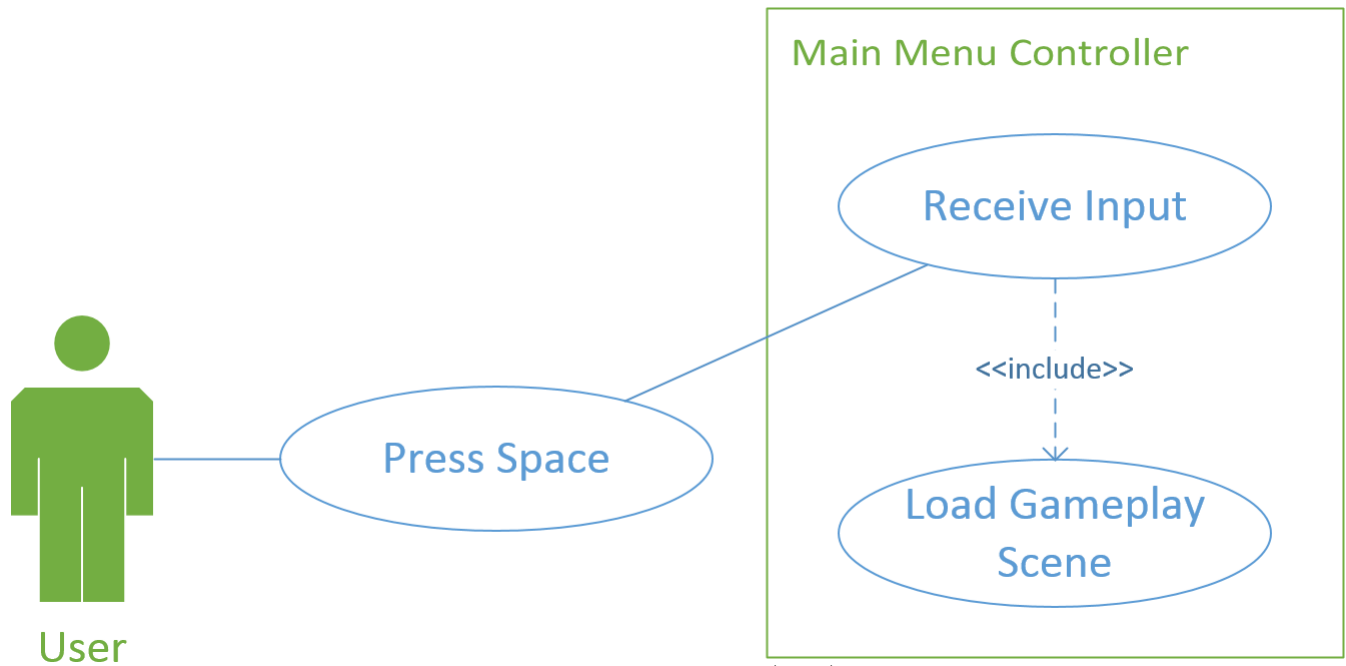 Main Menu Controller
Receive Input
<<include>>
Press Space
Load Gameplay
Scene
User